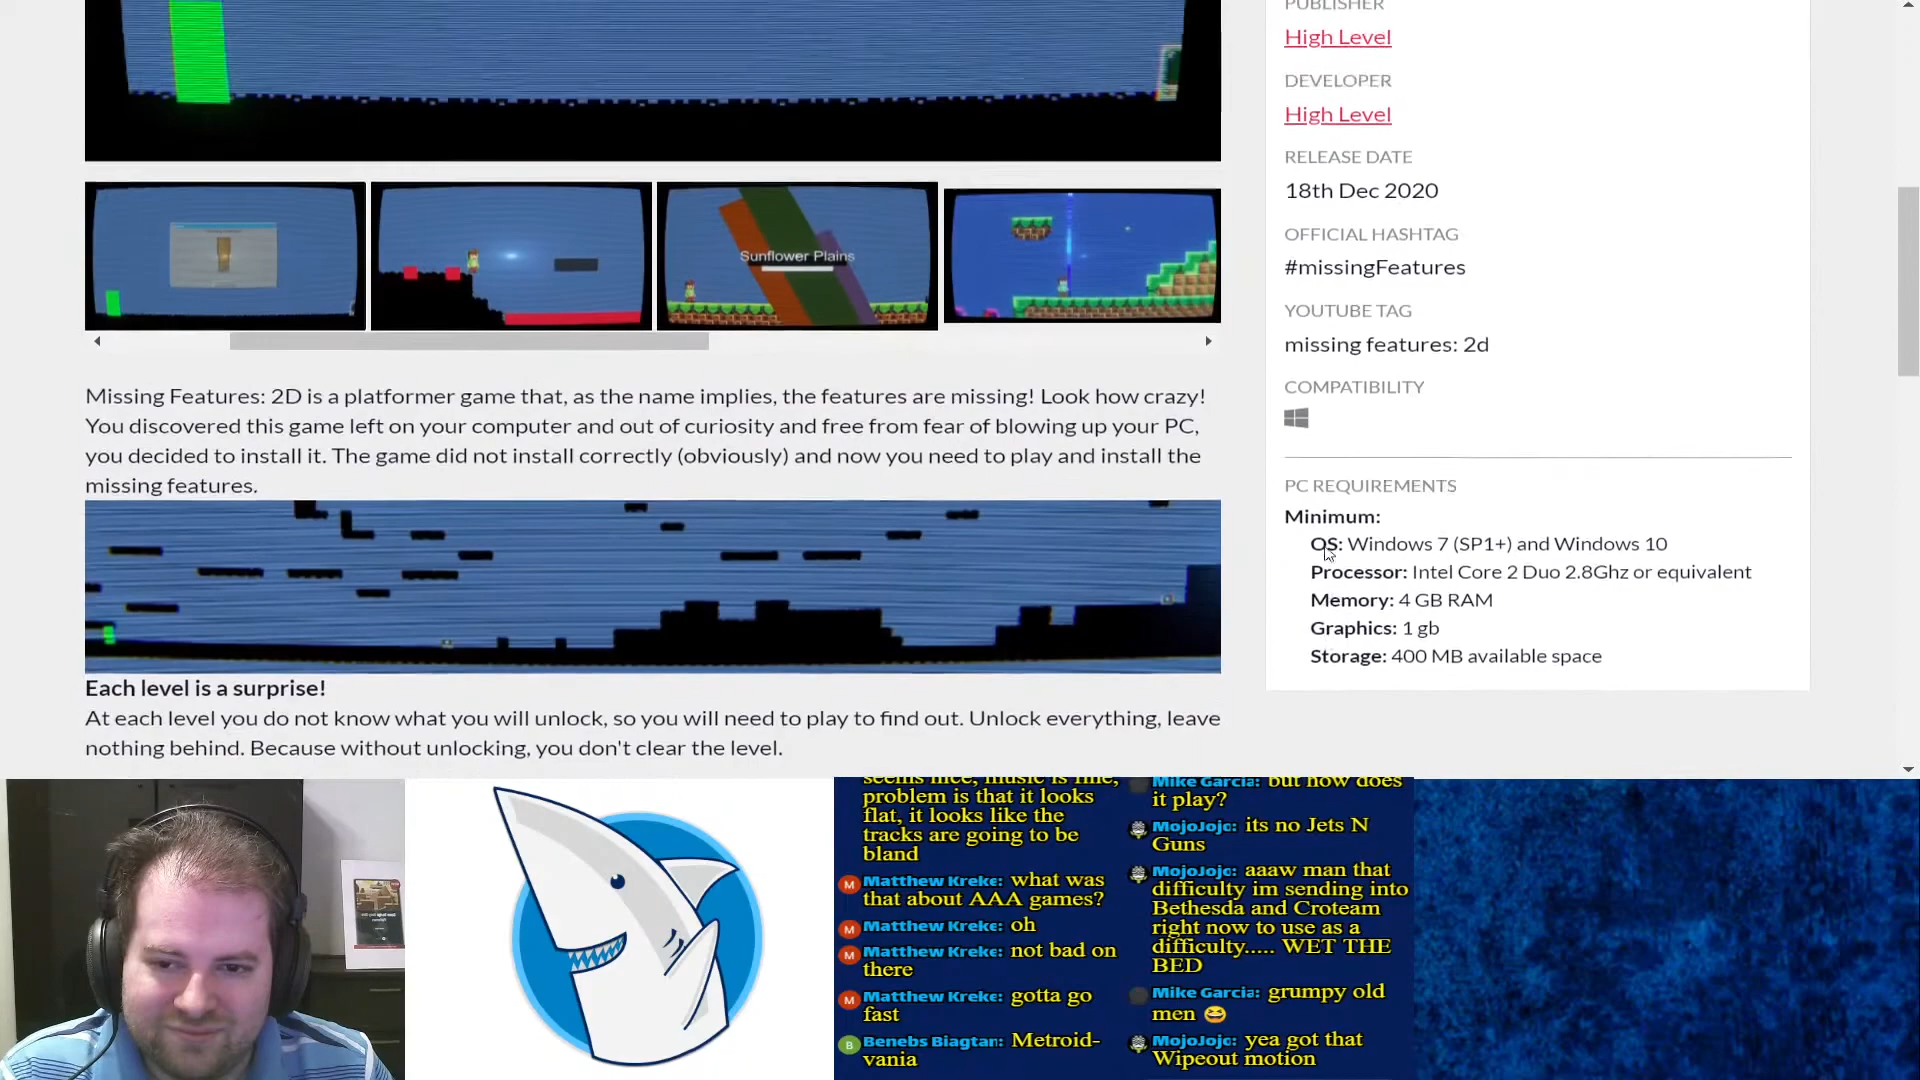 PUBLISHER
High Level
DEVELOPER
High Level
RELEASE DATE
18th Dec 2020
OFFICIAL HASHTAG
#missingFeatures
YOUTUBE TAG
missing features: 2d
COMPATIBILITY
PC REQUIREMENTS
Minimum:
OS: Windows 7 (SP1+) and Windows 10
Processor: Intel Core 2 Duo 2.8Ghz or equivalent
Memory: 4 GB RAM
Graphics: 1 gb
Storage: 400 MB available space
Sunflower Plains
Missing Features: 2D is a platformer game that, as the name implies, the features are missing! Look how crazy!
You discovered this game left on your computer and out of curiosity and free from fear of blowing up your PC,
you decided to install it. The game did not install correctly (obviously) and now you need to play and install the
missing features.
Each level is a surprise!
At each level you do not know what you will unlock, so you will need to play to find out. Unlock everything, leave
nothing behind. Because without unlocking, you don't clear the level.
seems nice, music is fine,
problem is that it looks
flat, it looks like the
tracks are going to be
bland
M Matthew Kreke: what was
that about AAA games?
M Matthew Kreke: oh
M Matthew Kreke: not bad on
there
M Matthew Kreke: gotta go
fast
B Benebs Biagtan: Metroid-
vania
Mike Garcia: but how does
it play?
MojoJojo: its no Jets N
Guns
MojoJojo: aaaw man that
difficulty im sending into
Bethesda and Croteam
right now to use as a
difficulty..... WET THE
BED
Mike Garcia: grumpy old
men 😆
MojoJojo: yea got that
Wipeout motion